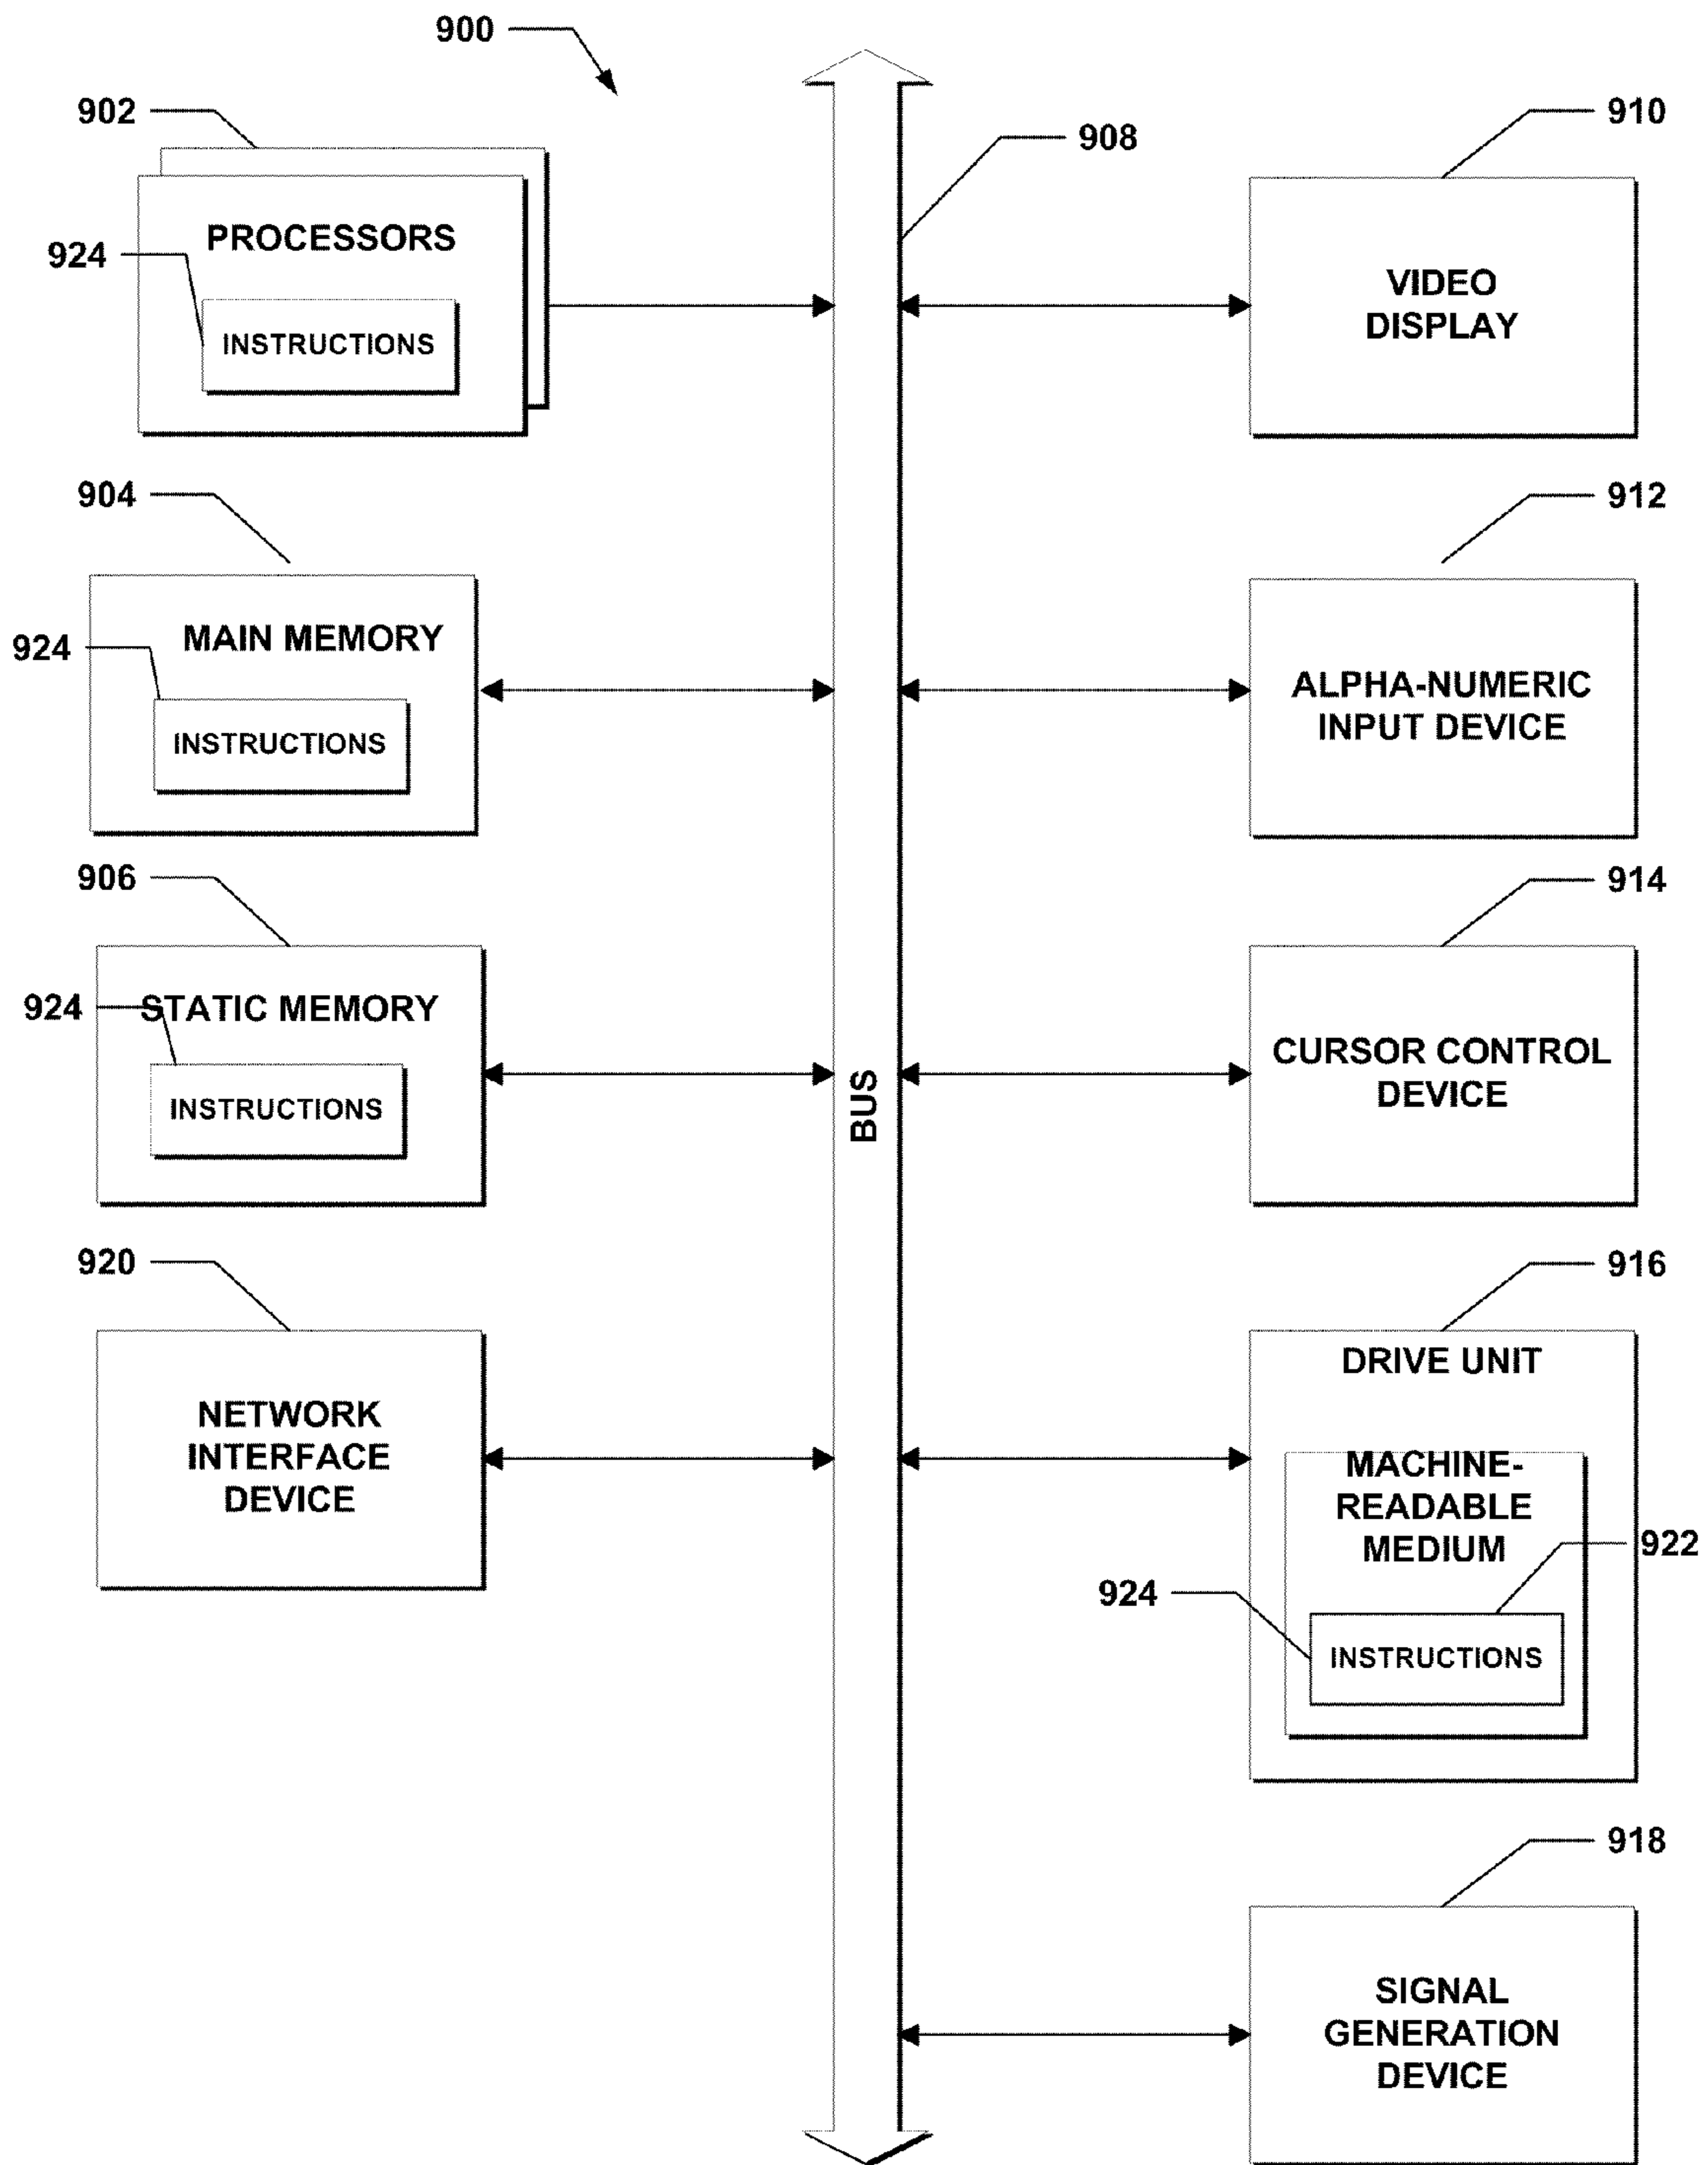 900
902
908
910
PROCESSORS
924
INSTRUCTIONS
VIDEO
DISPLAY
904
912
MAIN MEMORY
924
INSTRUCTIONS
ALPHA-NUMERIC
INPUT DEVICE
906
914
STATIC MEMORY
924
INSTRUCTIONS
BUS
CURSOR CONTROL
DEVICE
920
916
NETWORK
INTERFACE
DEVICE
DRIVE UNIT
MACHINE-
READABLE
MEDIUM
922
924
INSTRUCTIONS
918
SIGNAL
GENERATION
DEVICE